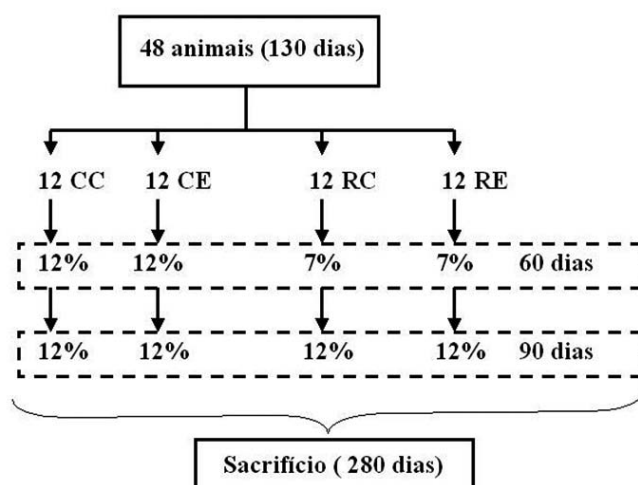 48 animais (130 dias)
12 CC 12 CE 12 RC 12 RE
12% 12% 7% 7% 60 dias
12% 12% 12% 12% 90 dias
Sacrifício ( 280 dias)